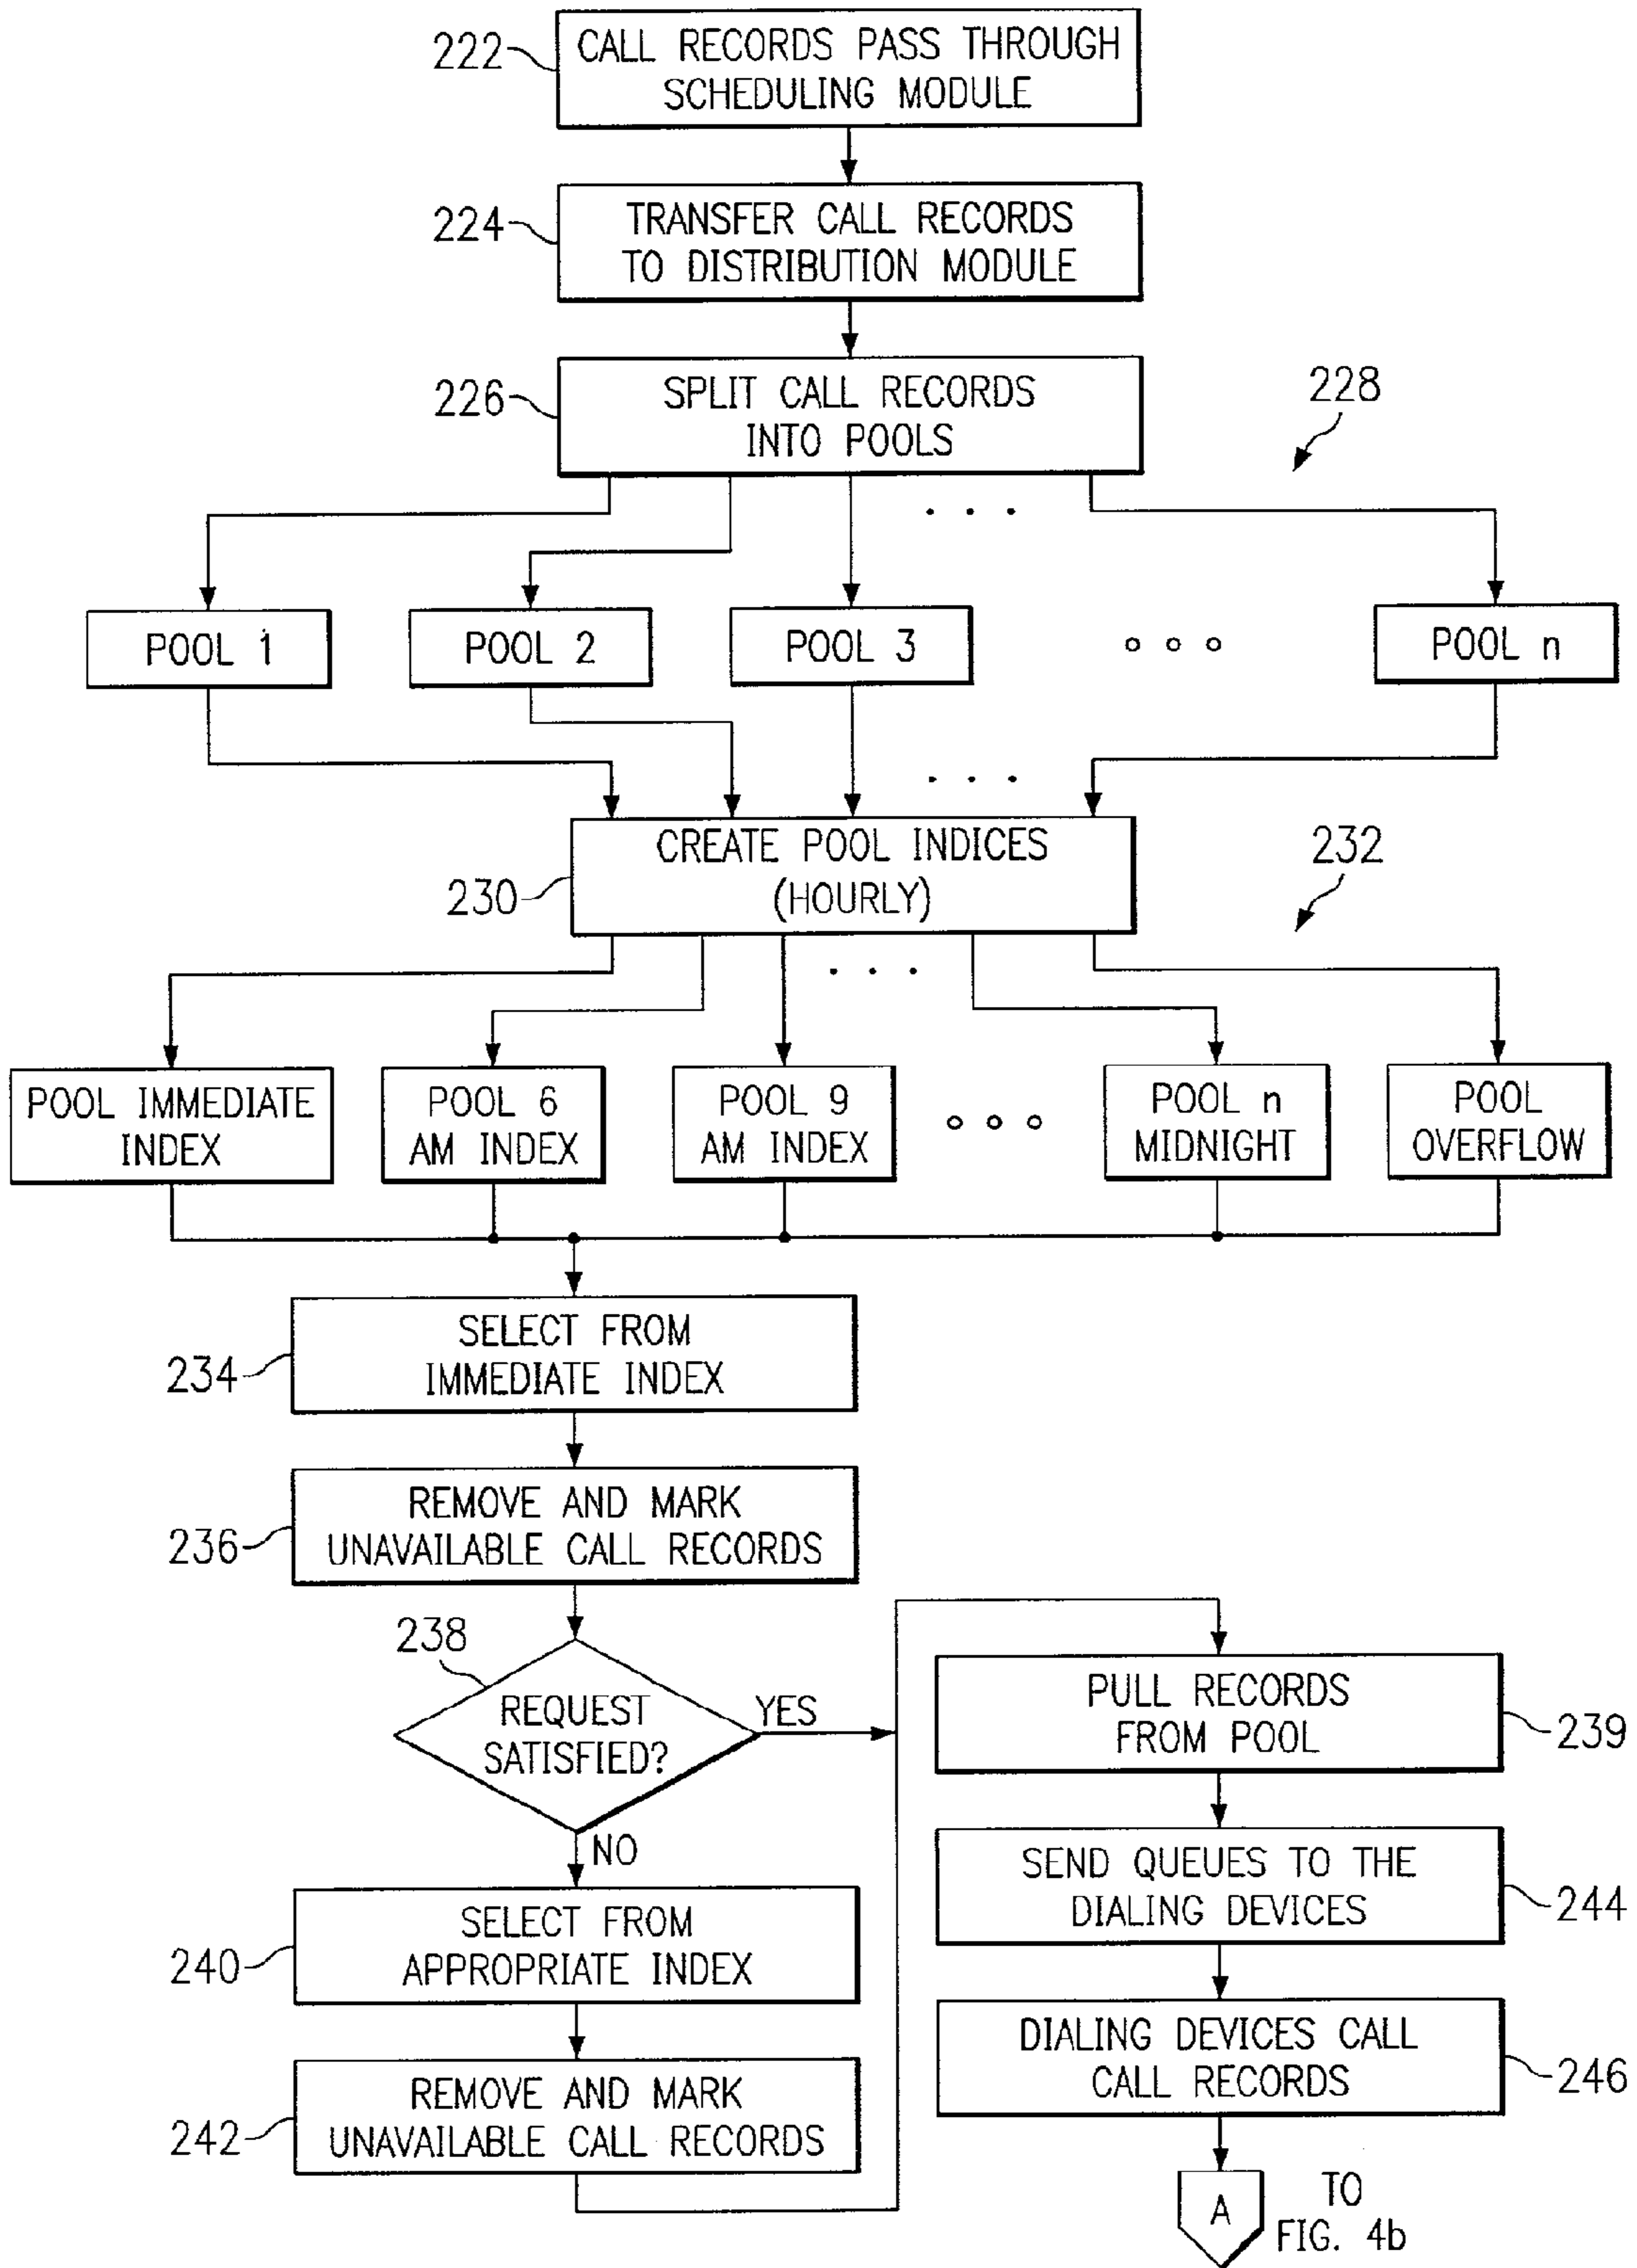 222
CALL RECORDS PASS THROUGH
SCHEDULING MODULE
224
TRANSFER CALL RECORDS
TO DISTRIBUTION MODULE
226
SPLIT CALL RECORDS
INTO POOLS
228
POOL 1
POOL 2
POOL 3
POOL n
230
CREATE POOL INDICES
(HOURLY)
232
POOL IMMEDIATE
INDEX
POOL 6
AM INDEX
POOL 9
AM INDEX
POOL n
MIDNIGHT
POOL
OVERFLOW
234
SELECT FROM
IMMEDIATE INDEX
236
REMOVE AND MARK
UNAVAILABLE CALL RECORDS
238
REQUEST
SATISFIED?
YES
NO
240
SELECT FROM
APPROPRIATE INDEX
242
REMOVE AND MARK
UNAVAILABLE CALL RECORDS
PULL RECORDS
FROM POOL
239
SEND QUEUES TO THE
DIALING DEVICES
244
DIALING DEVICES CALL
CALL RECORDS
246
A
TO
FIG. 4b